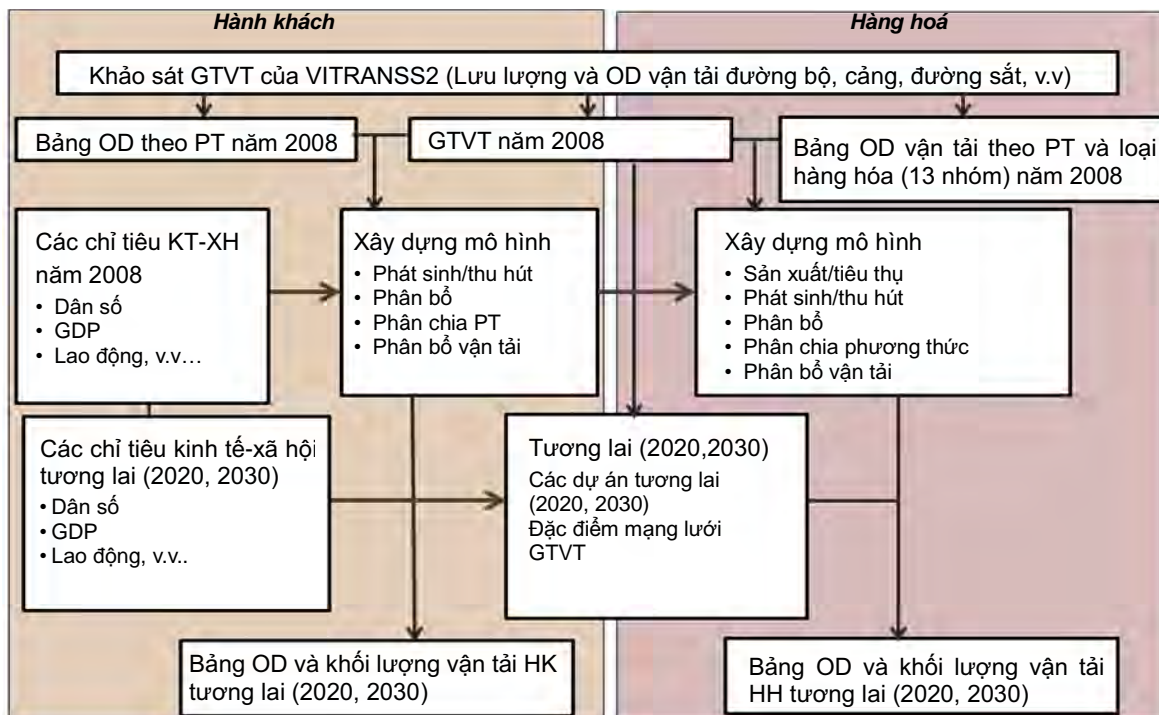 Hành khách
Hàng hoá
Khảo sát GTVT của VITRANSS2 (Lưu lượng và OD vận tải đường bộ, cảng, đường sắt, v.v)
Bảng OD theo PT năm 2008
GTVT năm 2008
Bảng OD vận tải theo PT và loại
hàng hóa (13 nhóm) năm 2008
Các chỉ tiêu KT-XH
năm 2008
• Dân số
• GDP
• Lao động, v.v…
Xây dựng mô hình
• Phát sinh/thu hút
• Phân bổ
• Phân chia PT
• Phân bổ vận tải
Xây dựng mô hình
• Sản xuất/tiêu thụ
• Phát sinh/thu hút
• Phân bổ
• Phân chia phương thức
• Phân bổ vận tải
Các chỉ tiêu kinh tế-xã hội
tương lai (2020, 2030)
• Dân số
• GDP
• Lao động, v.v..
Tương lai (2020,2030)
Các dự án tương lai
(2020, 2030)
Đặc điểm mạng lưới
GTVT
Bảng OD và khối lượng vận tải HK
tương lai (2020, 2030)
Bảng OD và khối lượng vận tải
HH tương lai (2020, 2030)